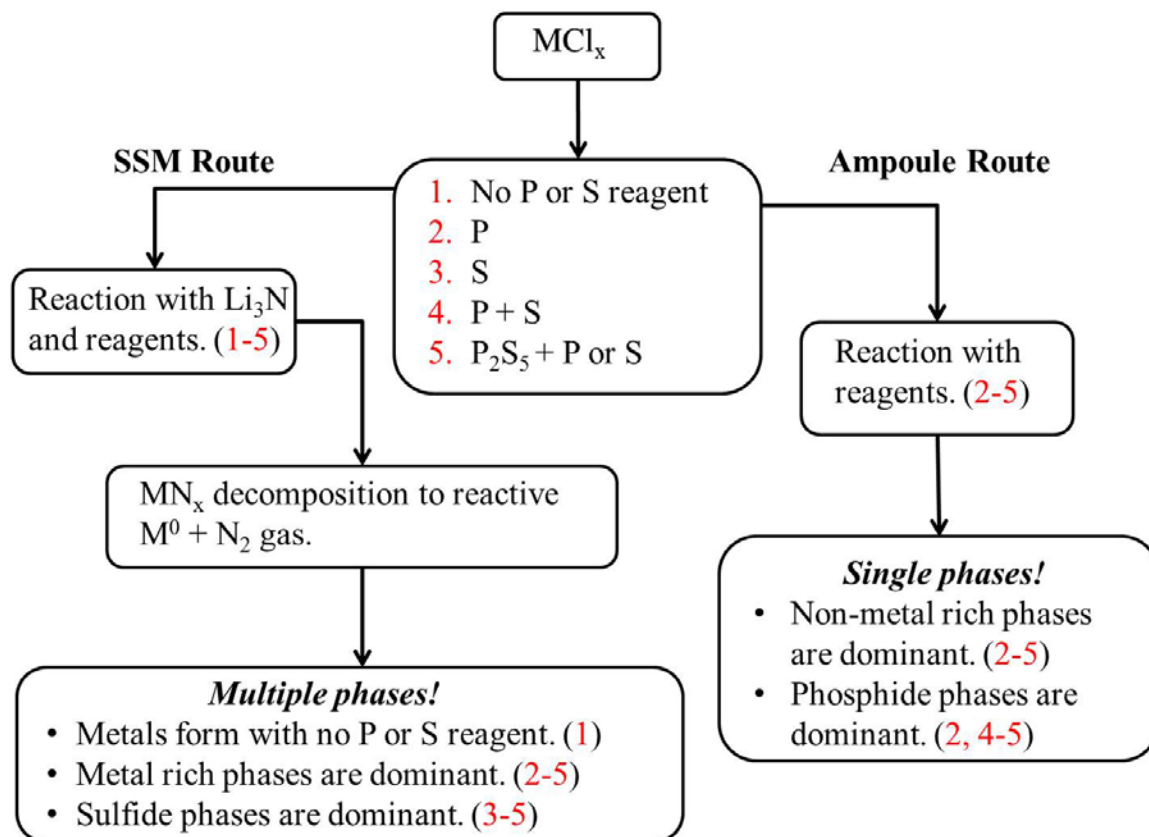 MClₓ
SSM Route
Ampoule Route
1. No P or S reagent
2. P
3. S
4. P + S
5. P₂S₅ + P or S
Reaction with Li₃N
and reagents. (1-5)
Reaction with
reagents. (2-5)
MNₓ decomposition to reactive
M⁰ + N₂ gas.
Multiple phases!
• Metals form with no P or S reagent. (1)
• Metal rich phases are dominant. (2-5)
• Sulfide phases are dominant. (3-5)
Single phases!
• Non-metal rich phases
are dominant. (2-5)
• Phosphide phases are
dominant. (2, 4-5)